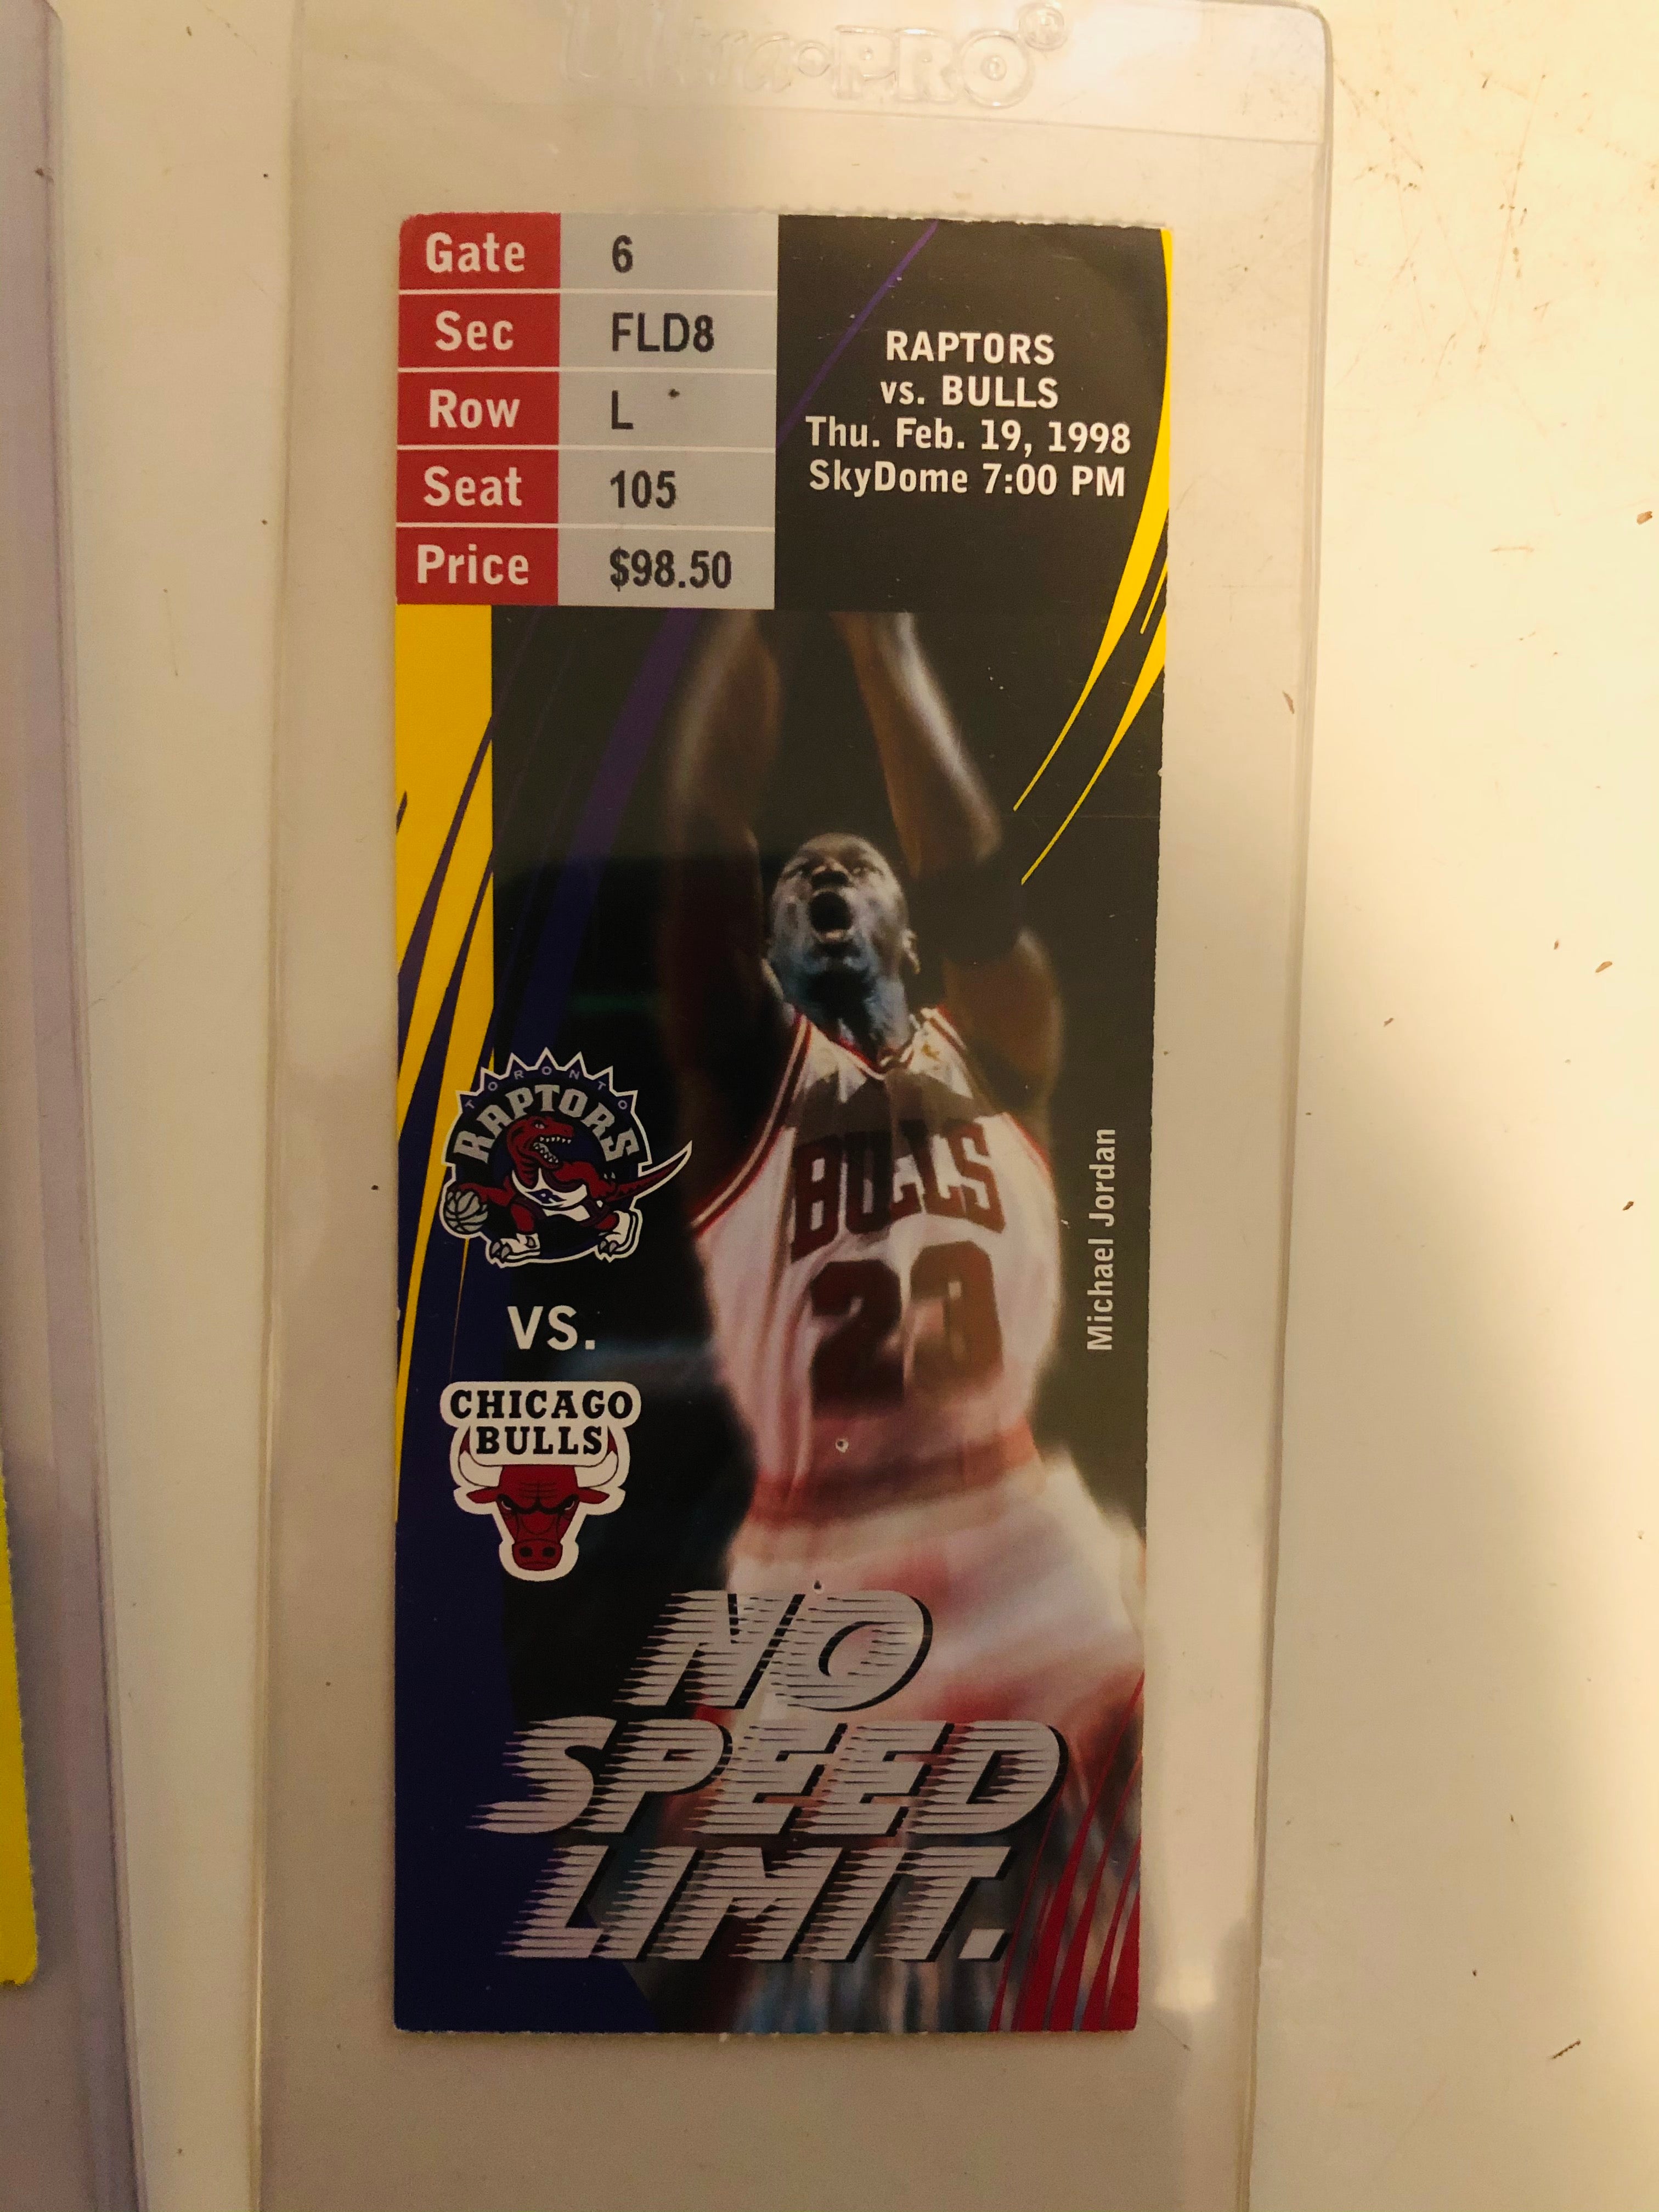 Ultra•PRO®
Gate 6
Sec FLD8
Row L
Seat 105
Price $98.50
RAPTORS
vs. BULLS
Thu. Feb. 19, 1998
SkyDome 7:00 PM
TORONTO
RAPTORS
VS.
CHICAGO
BULLS
BULLS
23
Michael Jordan
NO
SPEED
LIMIT.